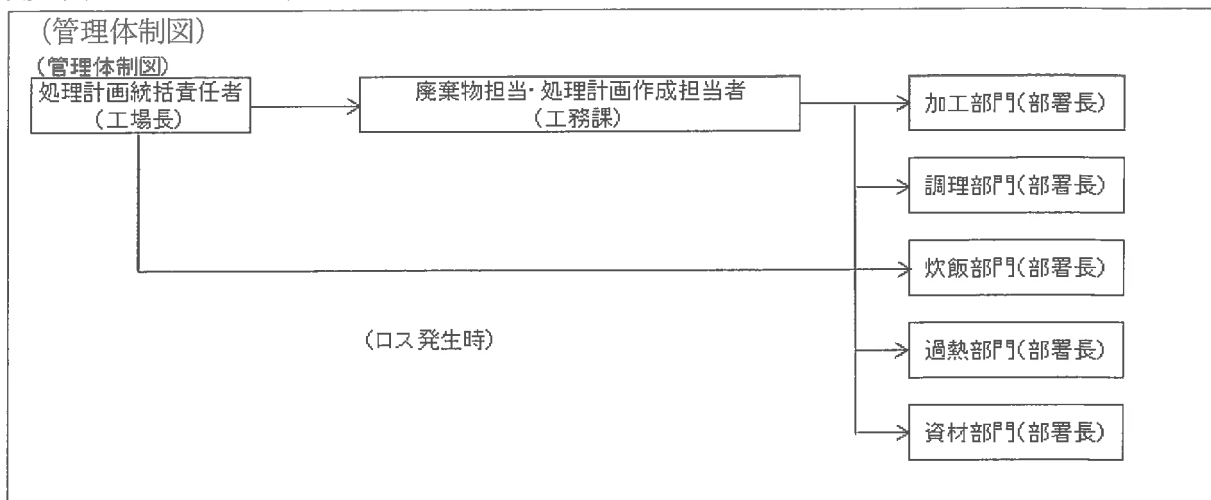 (管理体制図)
(管理体制図)
処理計画統括責任者
(工場長)
廃棄物担当・処理計画作成担当者
(工務課)
加工部門(部署長)
調理部門(部署長)
炊飯部門(部署長)
(ロス発生時)
過熱部門(部署長)
資材部門(部署長)